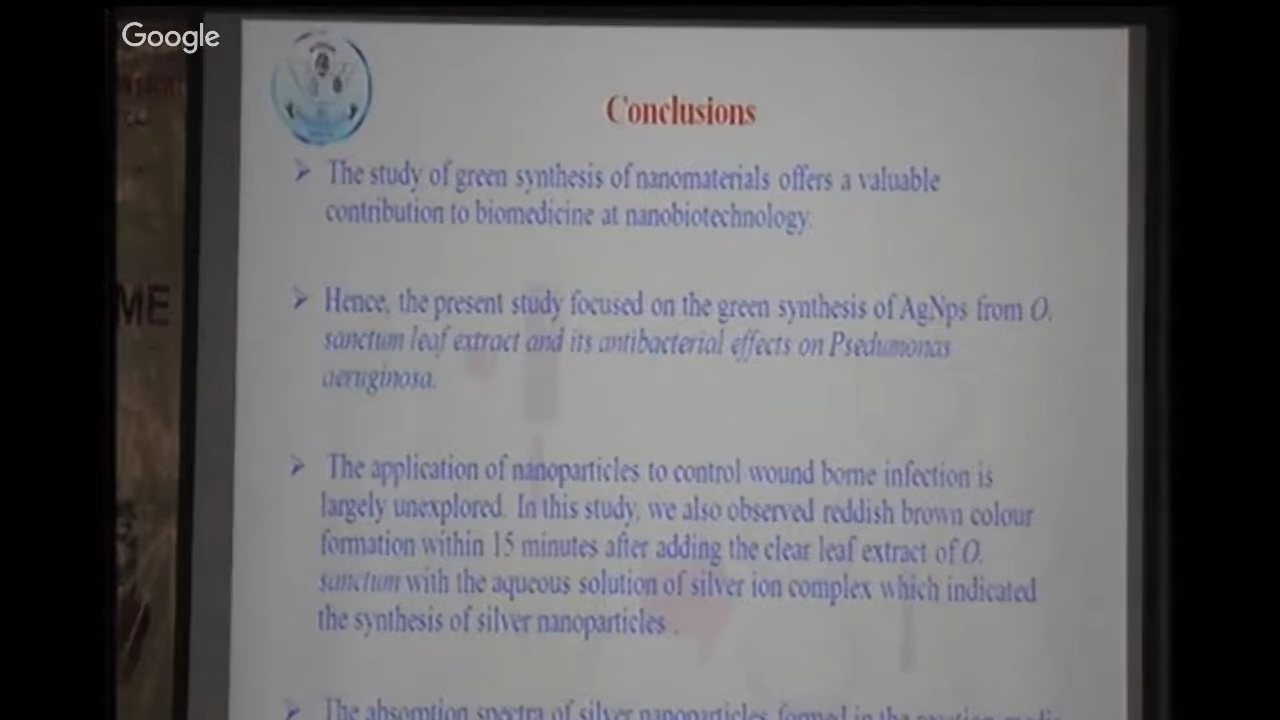 Google
Conclusions
➢ The study of green synthesis of nanomaterials offers a valuable
contribution to biomedicine at nanobiotechnology.
➢ Hence, the present study focused on the green synthesis of AgNps from O.
sanctum leaf extract and its antibacterial effects on Psedumonas
aeruginosa.
➢ The application of nanoparticles to control wound borne infection is
largely unexplored. In this study, we also observed reddish brown colour
formation within 15 minutes after adding the clear leaf extract of O.
sanctum with the aqueous solution of silver ion complex which indicated
the synthesis of silver nanoparticles .
➢ The absorption spectra of silver nanoparticles formed in the reaction
ME